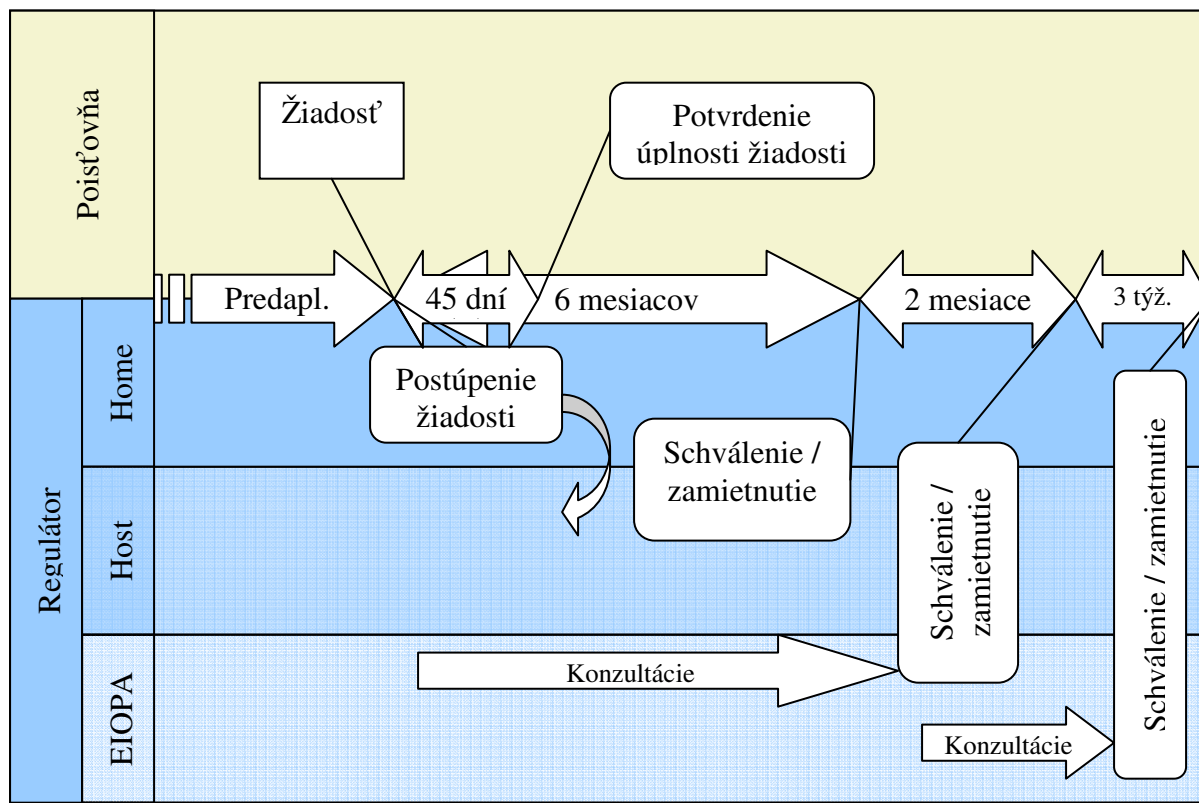 Poisťovňa
Žiadosť
Potvrdenie
úplnosti žiadosti
Predapl.
45 dní
6 mesiacov
2 mesiace
3 týž.
Regulátor
Home
Postúpenie
žiadosti
Schválenie /
zamietnutie
Schválenie /
zamietnutie
Schválenie / zamietnutie
Host
EIOPA
Konzultácie
Konzultácie